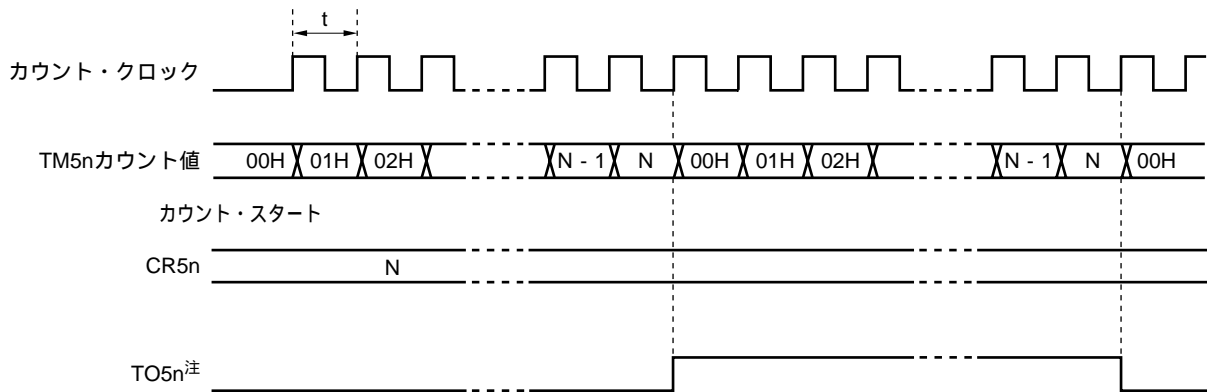 t
カウント・クロック
TM5nカウント値 00H 01H 02H N - 1 N 00H 01H 02H N - 1 N 00H
カウント・スタート
CR5n N
TO5n注